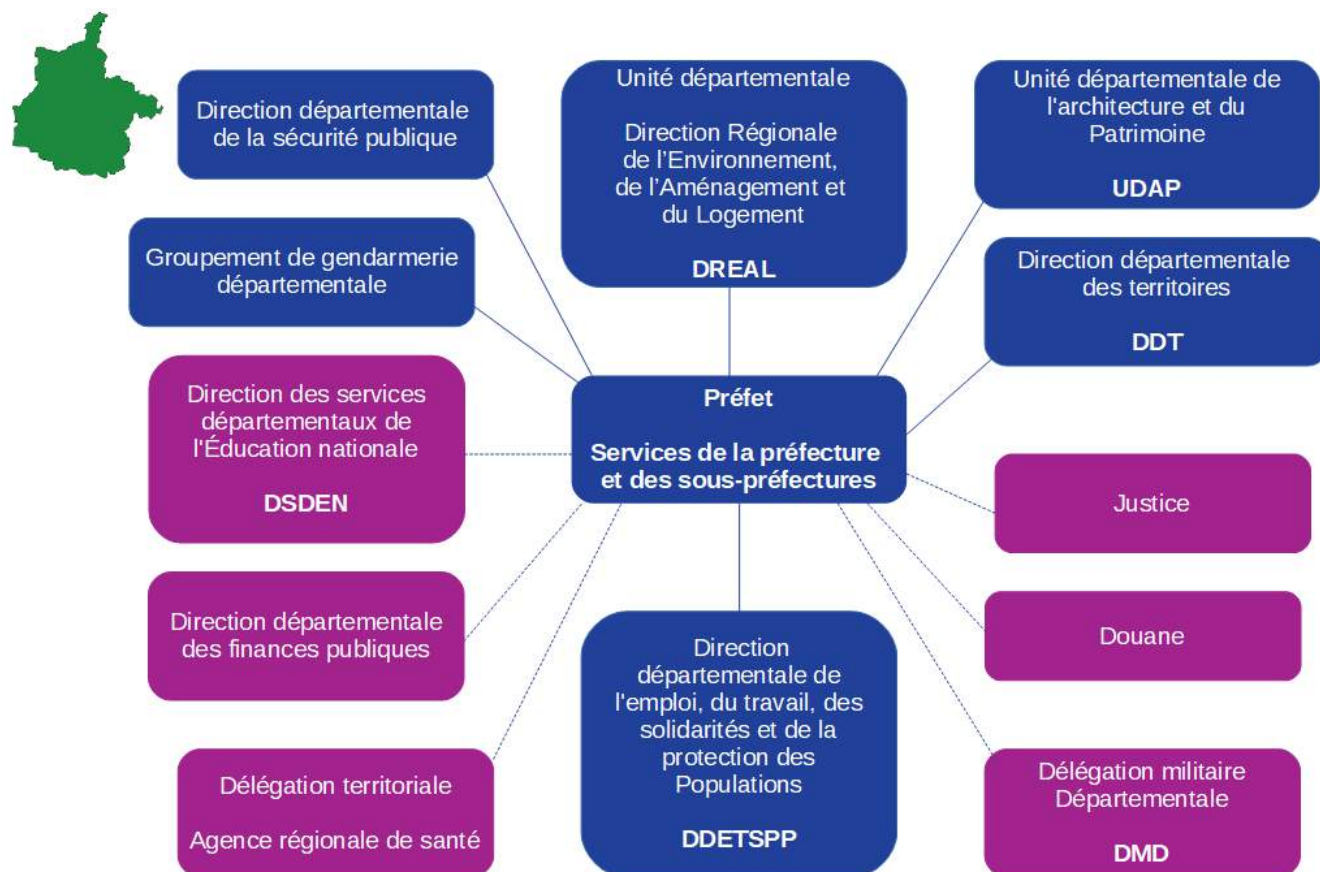 Direction départementale
de la sécurité publique
Unité départementale
Direction Régionale
de l’Environnement,
de l’Aménagement et
du Logement
DREAL
Unité départementale de
l'architecture et du
Patrimoine
UDAP
Groupement de gendarmerie
départementale
Direction départementale
des territoires
DDT
Direction des services
départementaux de
l'Éducation nationale
DSDEN
Préfet
Services de la préfecture
et des sous-préfectures
Justice
Direction départementale
des finances publiques
Direction
départementale de
l'emploi, du travail, des
solidarités et de la
protection des
Populations
DDETSPP
Douane
Délégation territoriale
Agence régionale de santé
Délégation militaire
Départementale
DMD